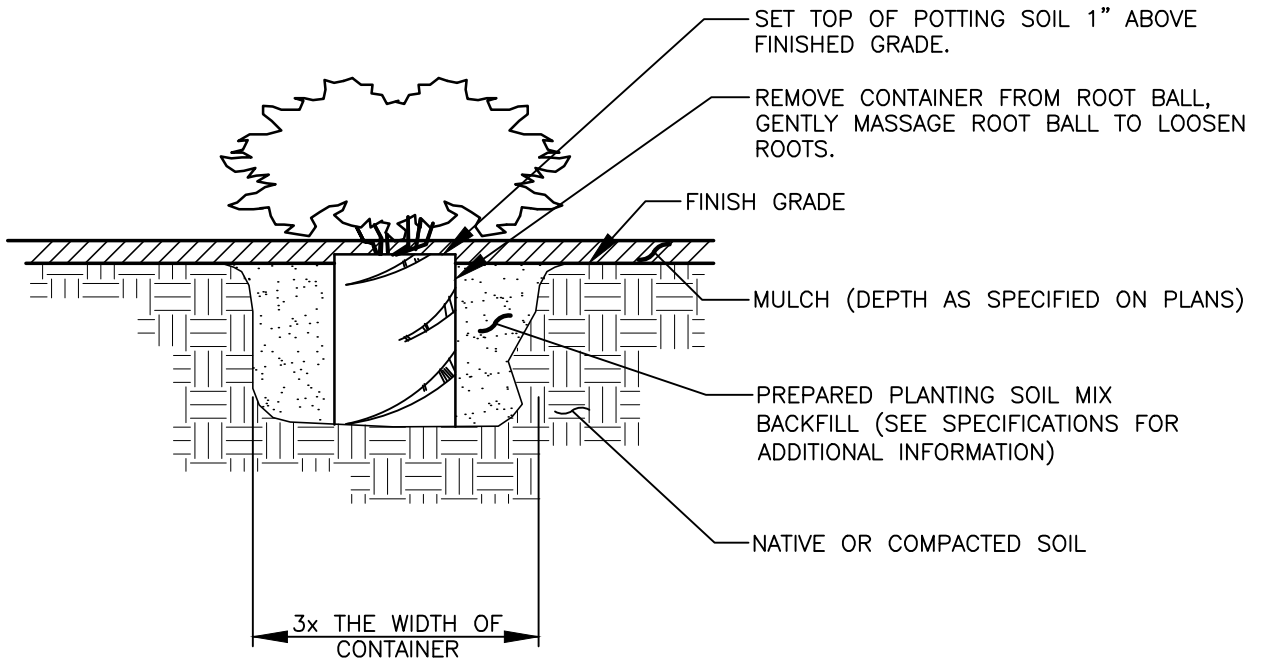 SET TOP OF POTTING SOIL 1” ABOVE
FINISHED GRADE.
REMOVE CONTAINER FROM ROOT BALL,
GENTLY MASSAGE ROOT BALL TO LOOSEN
ROOTS.
FINISH GRADE
MULCH (DEPTH AS SPECIFIED ON PLANS)
PREPARED PLANTING SOIL MIX
BACKFILL (SEE SPECIFICATIONS FOR
ADDITIONAL INFORMATION)
NATIVE OR COMPACTED SOIL
3x THE WIDTH OF
CONTAINER